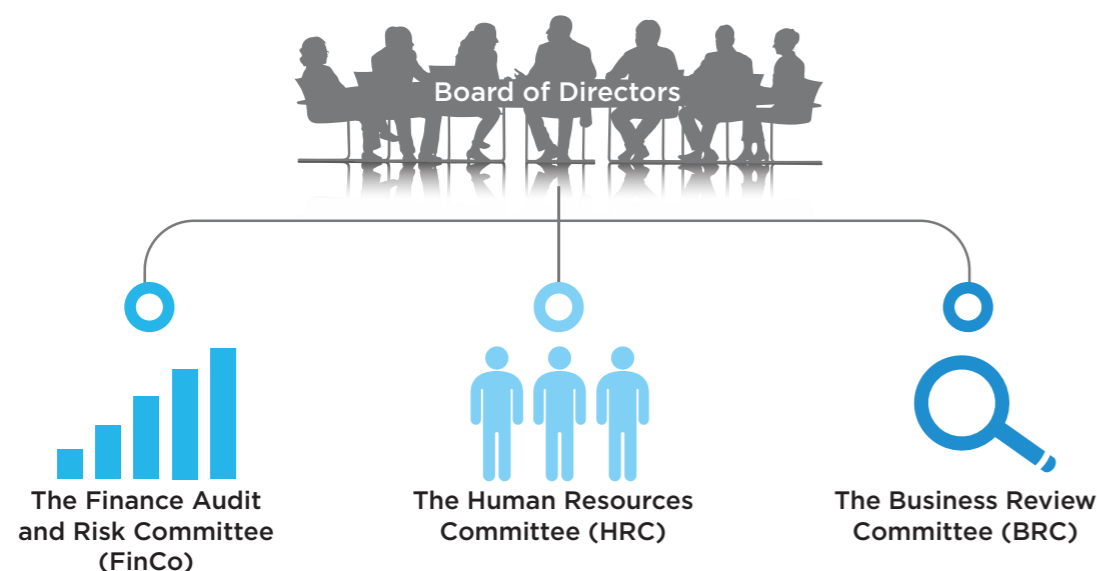 Board of Directors
The Finance Audit
and Risk Committee
(FinCo)
The Human Resources
Committee (HRC)
The Business Review
Committee (BRC)